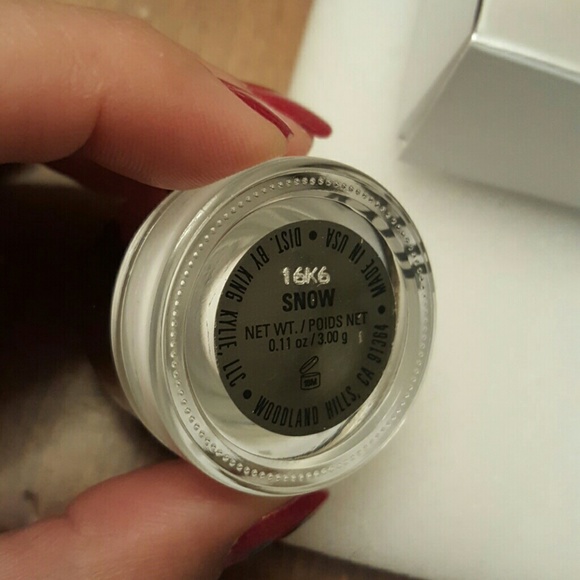 16K6
SNOW
NET WT. / POIDS NET
0.11 oz / 3.00 g
DIST. BY KING KYLIE, LLC • WOODLAND HILLS, CA 91364 • MADE IN USA •